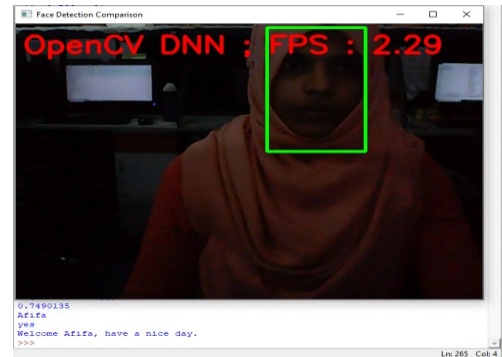 Face Detection Comparison
OpenCV DNN ; FPS : 2.29
0.7490135
Afifa
yes
Welcome Afifa, have a nice day.
>>>
Ln: 265 Col: 4